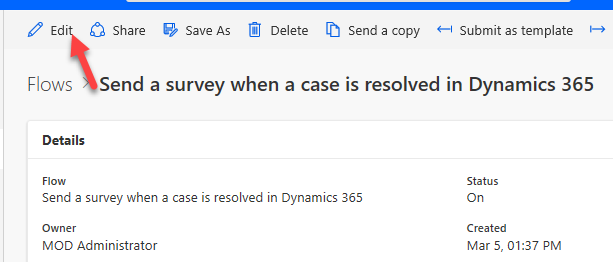 Edit Share Save As Delete Send a copy Submit as template
Flows > Send a survey when a case is resolved in Dynamics 365
Details
Flow Status
Send a survey when a case is resolved in Dynamics 365 On
Owner Created
MOD Administrator Mar 5, 01:37 PM